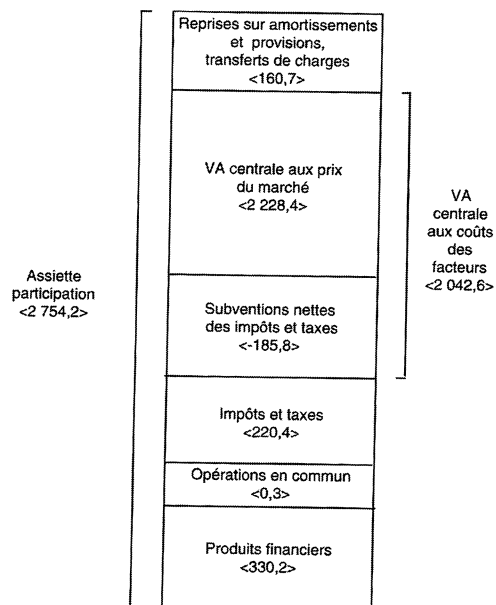 Reprises sur amortissements
et provisions,
transferts de charges
<160,7>
VA centrale aux prix
du marché
<2 228,4>
VA
centrale
aux coûts
des
facteurs
<2 042,6>
Assiette
participation
<2 754,2>
Subventions nettes
des impôts et taxes
<-185,8>
Impôts et taxes
<220,4>
Opérations en commun
<0,3>
Produits financiers
<330,2>